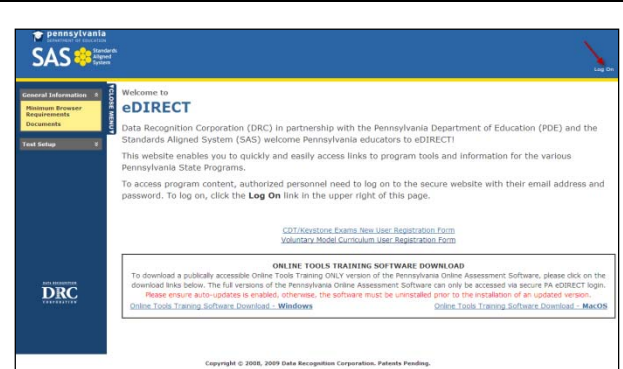 pennsylvania
DEPARTMENT OF EDUCATION
SAS Standards Aligned System
Log On
General Information
Minimum Browser
Requirements
Documents
Test Setup
CLOSE MENU
Welcome to
eDIRECT
Data Recognition Corporation (DRC) in partnership with the Pennsylvania Department of Education (PDE) and the
Standards Aligned System (SAS) welcome Pennsylvania educators to eDIRECT!
This website enables you to quickly and easily access links to program tools and information for the various
Pennsylvania State Programs.
To access program content, authorized personnel need to log on to the secure website with their email address and
password. To log on, click the Log On link in the upper right of this page.
CDT/Keystone Exams New User Registration Form
Voluntary Model Curriculum User Registration Form
ONLINE TOOLS TRAINING SOFTWARE DOWNLOAD
To download a publically accessible Online Tools Training ONLY version of the Pennsylvania Online Assessment Software, please click on the
download links below. The full versions of the Pennsylvania Online Assessment Software can only be accessed via secure PA eDIRECT login.
Please ensure auto-updates is enabled, otherwise, the software must be uninstalled prior to the installation of an updated version.
Online Tools Training Software Download - Windows
Online Tools Training Software Download - MacOS
DATA RECOGNITION
DRC
CORPORATION
Copyright © 2008, 2009 Data Recognition Corporation. Patents Pending.